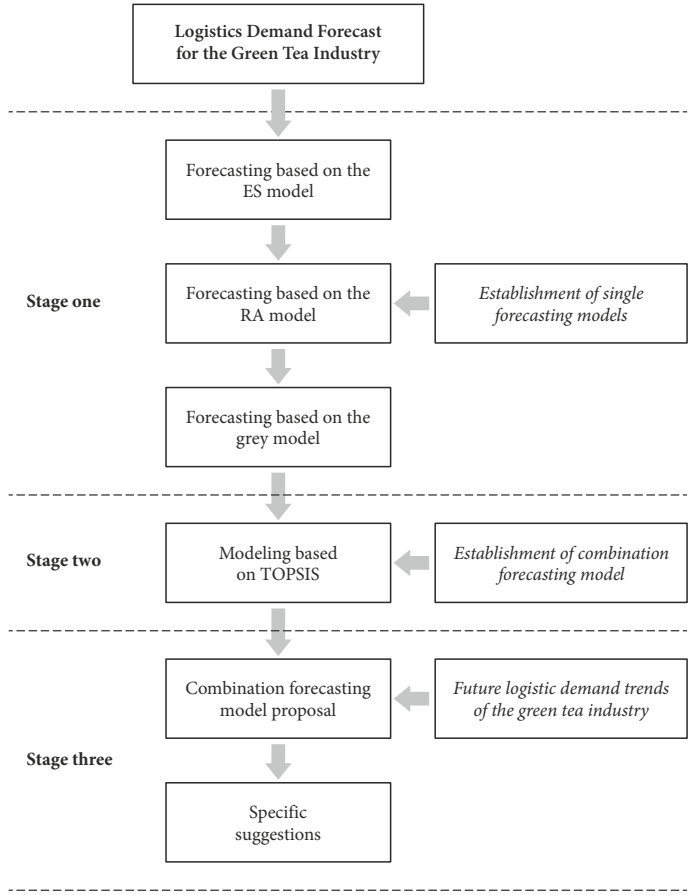 Logistics Demand Forecast
for the Green Tea Industry
Forecasting based on the
ES model
Stage one
Forecasting based on the
RA model
Establishment of single
forecasting models
Forecasting based on the
grey model
Stage two
Modeling based
on TOPSIS
Establishment of combination
forecasting model
Combination forecasting
model proposal
Future logistic demand trends
of the green tea industry
Stage three
Specific
suggestions